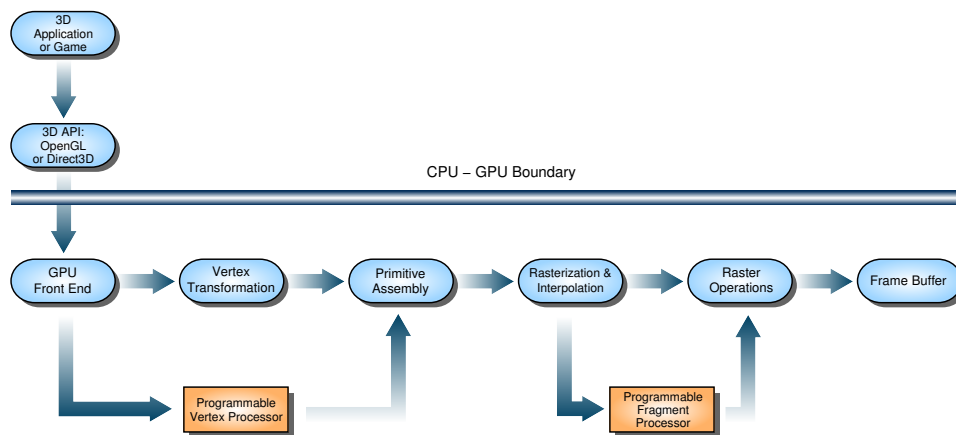 3D
Application
or Game
3D API:
OpenGL
or Direct3D
CPU – GPU Boundary
GPU
Front End
Vertex
Transformation
Primitive
Assembly
Rasterization &
Interpolation
Raster
Operations
Frame Buffer
Programmable
Vertex Processor
Programmable
Fragment
Processor